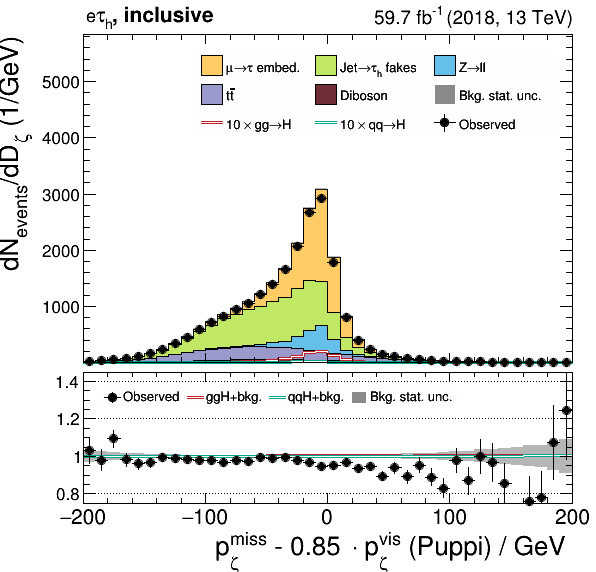 eτh, inclusive 59.7 fb-1 (2018, 13 TeV)
dNevents/dDζ (1/GeV)
5000
4000
3000
2000
1000
μ→τ embed. Jet→τh fakes Z→ll
tt̄ Diboson Bkg. stat. unc.
10 × gg→H 10 × qq→H Observed
1.4
1.2
1
0.8
Observed ggH+bkg. qqH+bkg. Bkg. stat. unc.
−200 −100 0 100 200
pζmiss - 0.85 · pζvis (Puppi) / GeV